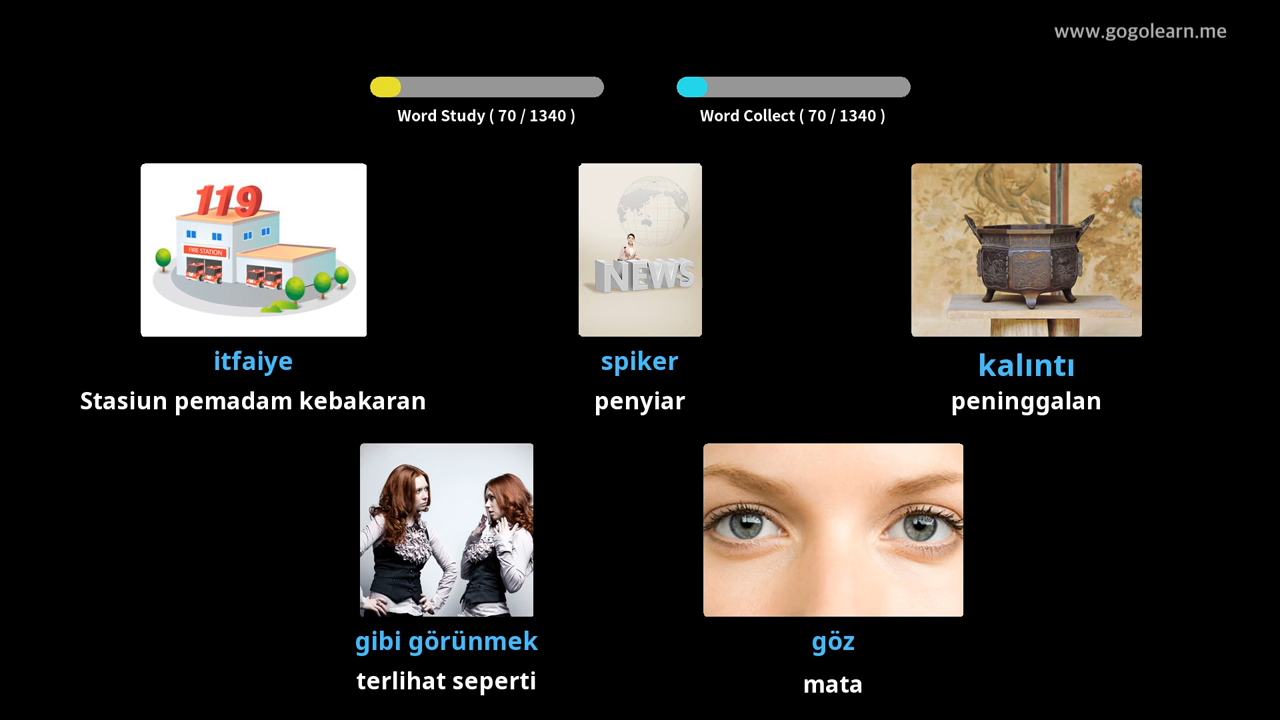 www.gogolearn.me
Word Study ( 70 / 1340 )
Word Collect ( 70 / 1340 )
119
FIRE STATION
NEWS
itfaiye
spiker
kalıntı
Stasiun pemadam kebakaran
penyiar
peninggalan
gibi görünmek
göz
terlihat seperti
mata